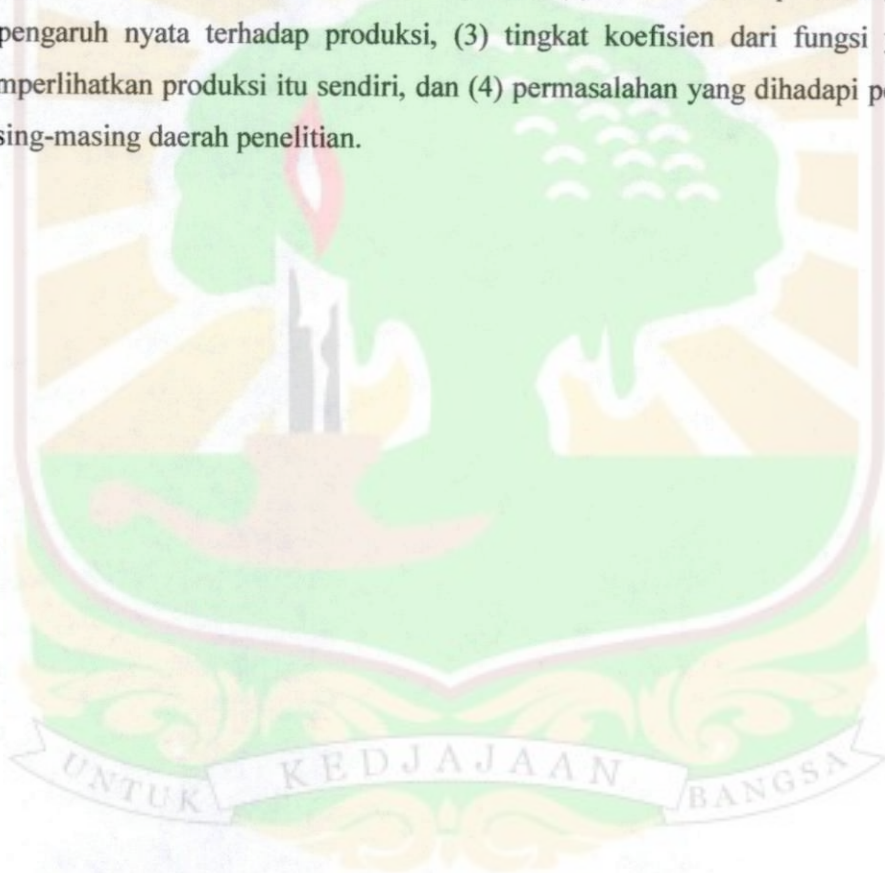 pengaruh nyata terhadap produksi, (3) tingkat koefisien dari fungsi
mperlihatkan produksi itu sendiri, dan (4) permasalahan yang dihadapi
sing-masing daerah penelitian.
UNTUK KEDJAJAAN BANGSA